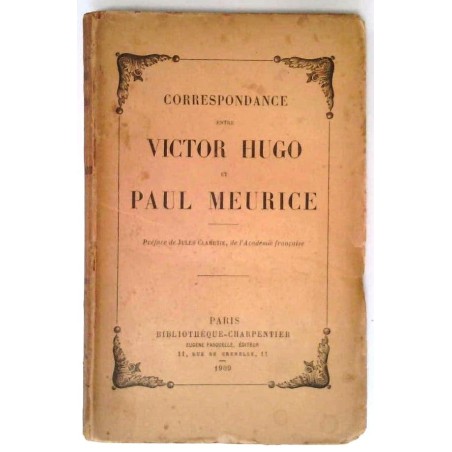 CORRESPONDANCE
ENTRE
VICTOR HUGO
ET
PAUL MEURICE
Préface de JULES CLARETIE, de l'Académie française
PARIS
BIBLIOTHÈQUE-CHARPENTIER
EUGÈNE FASQUELLE, ÉDITEUR
11, RUE DE GRENELLE, 11
1909